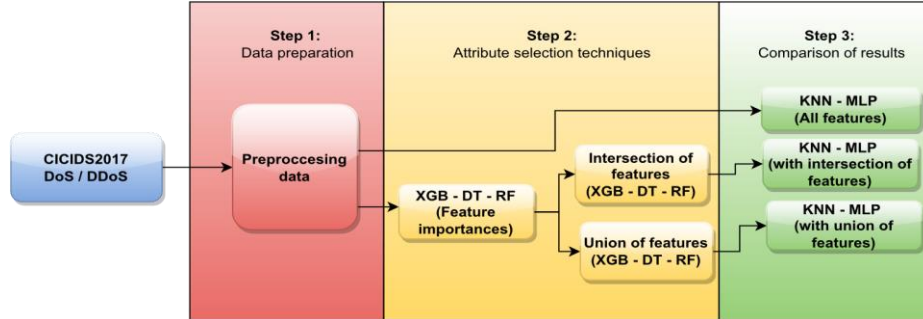 Step 1:
Data preparation
Step 2:
Attribute selection techniques
Step 3:
Comparison of results
CICIDS2017
DoS / DDoS
Preproccesing
data
XGB - DT - RF
(Feature
importances)
Intersection of
features
(XGB - DT - RF)
Union of features
(XGB - DT - RF)
KNN - MLP
(All features)
KNN - MLP
(with intersection of
features)
KNN - MLP
(with union of
features)